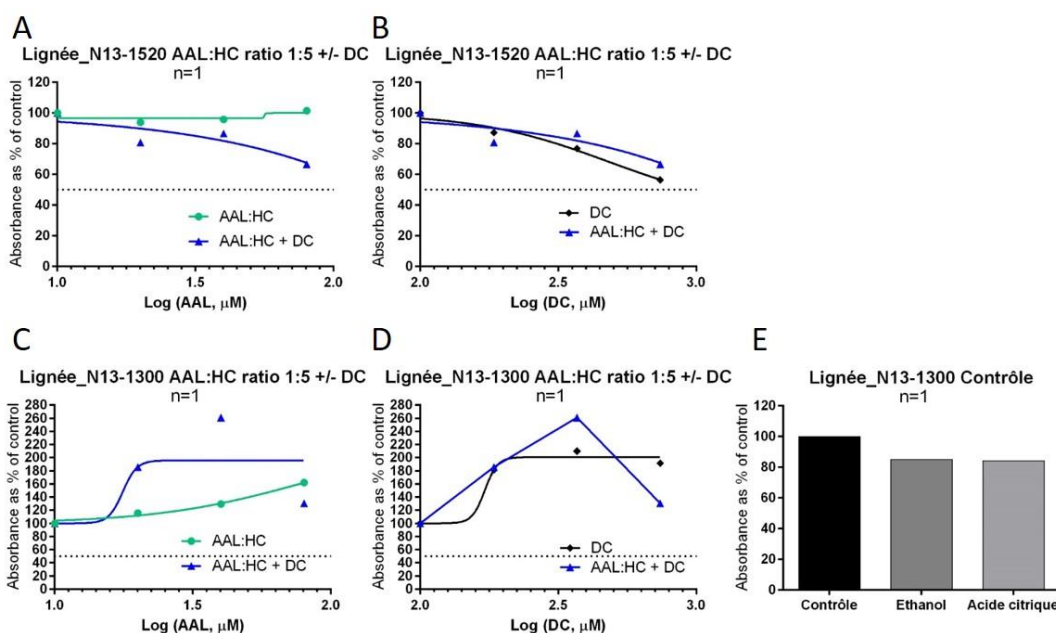 A
Lignée_N13-1520 AAL:HC ratio 1:5 +/- DC
n=1
Absorbance as % of control
120
100
80
60
40
20
0
AAL:HC
AAL:HC + DC
1.0 1.5 2.0
Log (AAL, µM)
B
Lignée_N13-1520 AAL:HC ratio 1:5 +/- DC
n=1
Absorbance as % of control
120
100
80
60
40
20
0
DC
AAL:HC + DC
2.0 2.5 3.0
Log (DC, µM)
C
Lignée_N13-1300 AAL:HC ratio 1:5 +/- DC
n=1
Absorbance as % of control
280
260
240
220
200
180
160
140
120
100
80
60
50
40
20
0
AAL:HC
AAL:HC + DC
1.0 1.5 2.0
Log (AAL, µM)
D
Lignée_N13-1300 AAL:HC ratio 1:5 +/- DC
n=1
Absorbance as % of control
280
260
240
220
200
180
160
140
120
100
80
60
50
40
20
0
DC
AAL:HC + DC
2.0 2.5 3.0
Log (DC, µM)
E
Lignée_N13-1300 Contrôle
n=1
Absorbance as % of control
120
100
80
60
40
20
0
Contrôle Ethanol Acide citrique